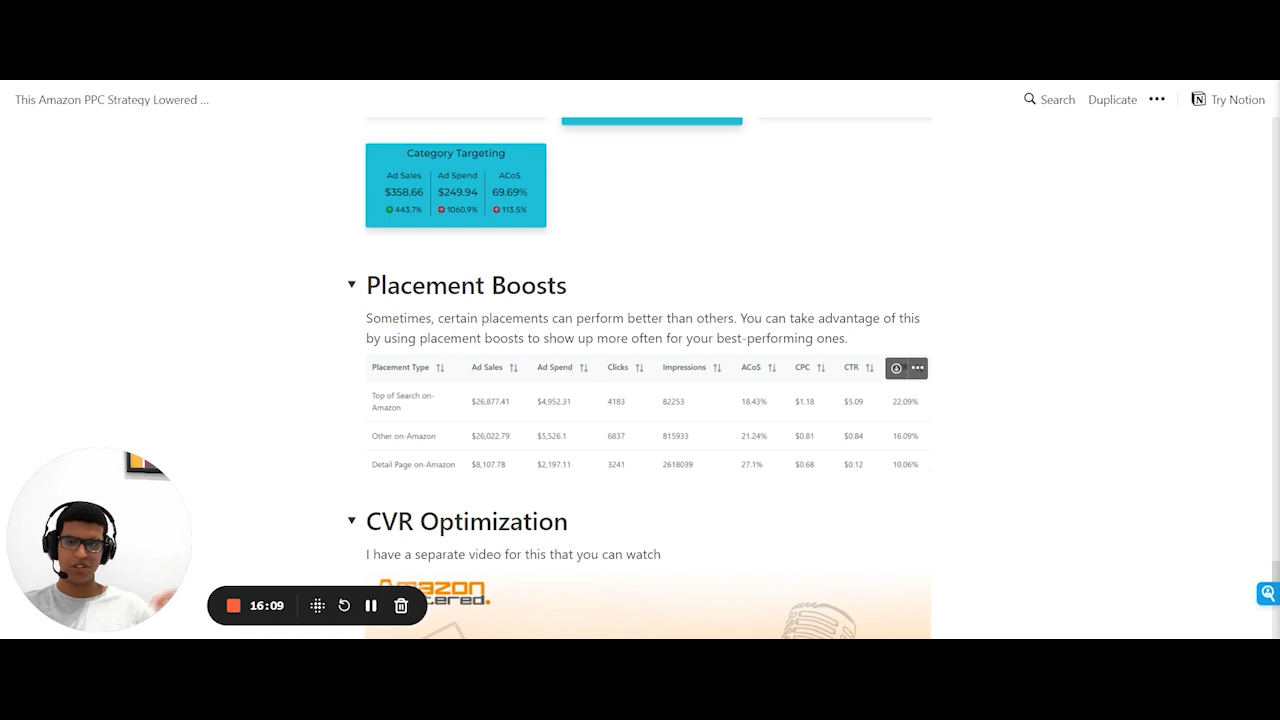 This Amazon PPC Strategy Lowered ...
Search Duplicate ••• Try Notion
Category Targeting
Ad Sales Ad Spend ACoS
$358.66 $249.94 69.69%
443.7% 1060.9% 113.5%
Placement Boosts
Sometimes, certain placements can perform better than others. You can take advantage of this
by using placement boosts to show up more often for your best-performing ones.
Placement Type Ad Sales Ad Spend Clicks Impressions ACoS CPC CTR
Top of Search on-
Amazon $26,877.41 $4,952.31 4183 82253 18.43% $1.18 $5.09 22.09%
Other on-Amazon $26,022.79 $5,526.1 6837 815933 21.24% $0.81 $0.84 16.09%
Detail Page on-Amazon $8,107.78 $2,197.11 3241 2618039 27.1% $0.68 $0.12 10.06%
CVR Optimization
I have a separate video for this that you can watch
Amazon
16:09